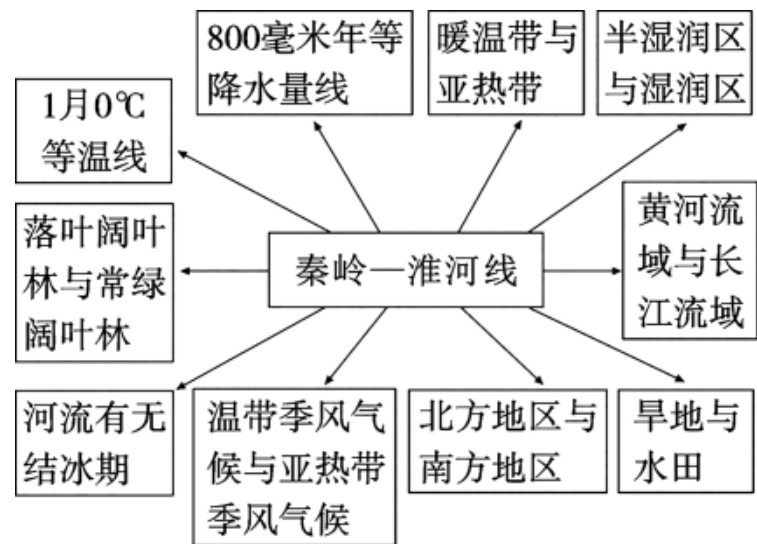 800毫米年等
降水量线
暖温带与
亚热带
半湿润区
与湿润区
1月0℃
等温线
落叶阔叶
林与常绿
阔叶林
秦岭—淮河线
黄河流
域与长
江流域
河流有无
结冰期
温带季风气
候与亚热带
季风气候
北方地区与
南方地区
旱地与
水田